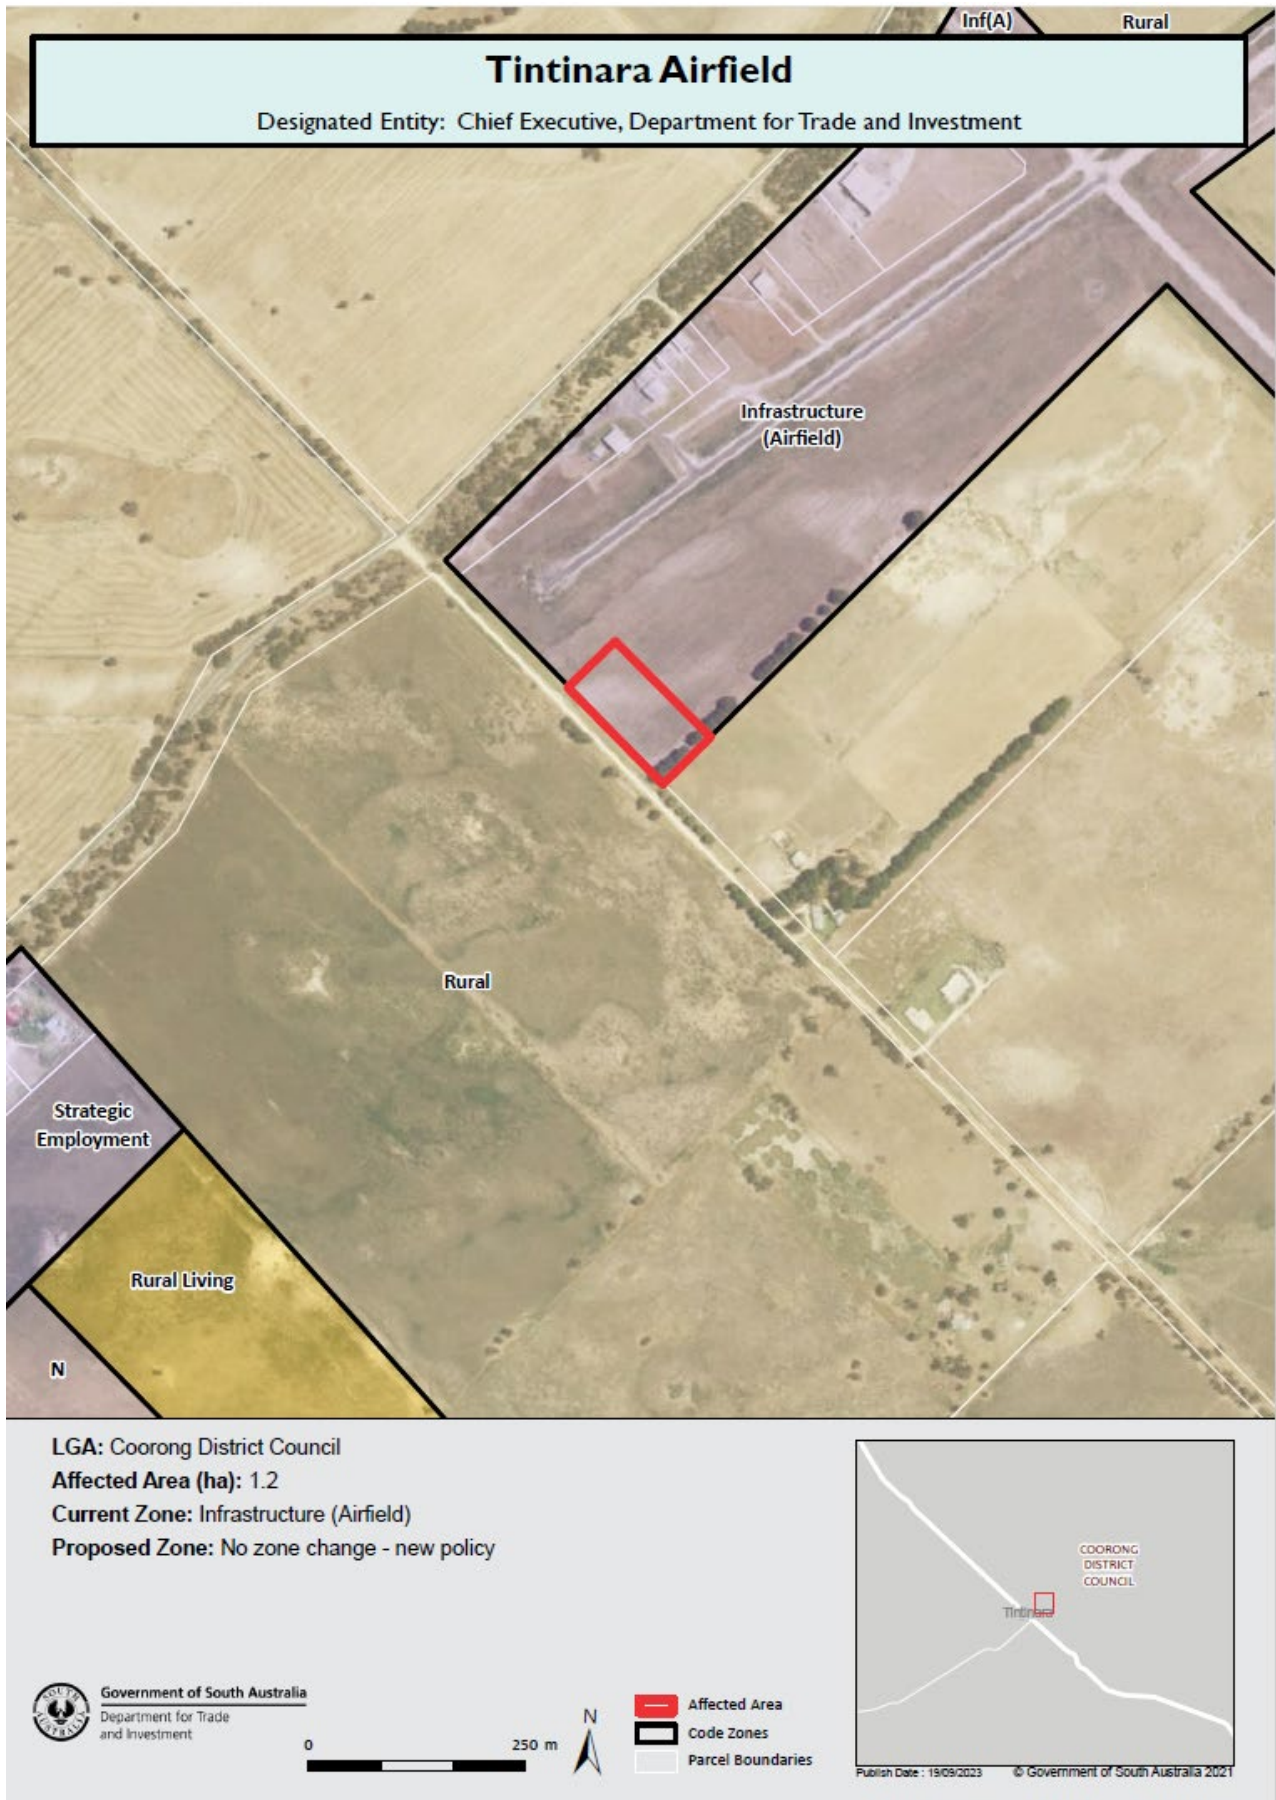 Inf(A)
Rural
Tintinara Airfield
Designated Entity: Chief Executive, Department for Trade and Investment
Infrastructure
(Airfield)
Rural
Strategic
Employment
Rural Living
N
LGA: Coorong District Council
Affected Area (ha): 1.2
Current Zone: Infrastructure (Airfield)
Proposed Zone: No zone change - new policy
COORONG
DISTRICT
COUNCIL
Tintinara
SOUTH
AUSTRALIA
Government of South Australia
Department for Trade
and Investment
0 250 m
N
Affected Area
Code Zones
Parcel Boundaries
Publish Date : 19/09/2023 © Government of South Australia 2021